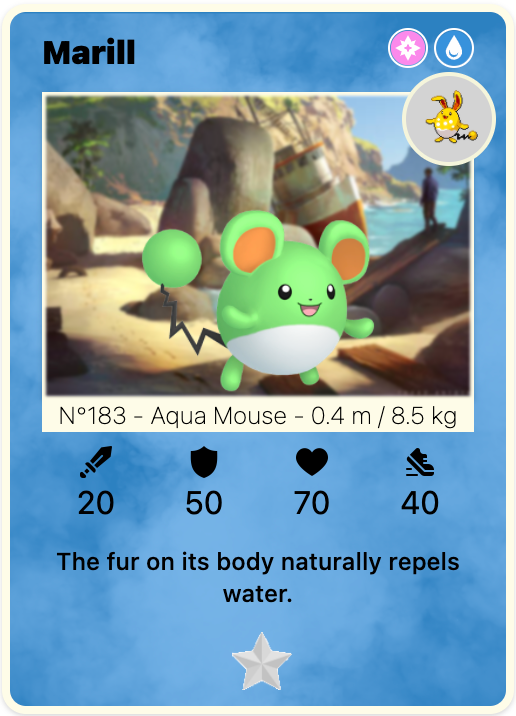 Marill
N°183 - Aqua Mouse - 0.4 m / 8.5 kg
20 50 70 40
The fur on its body naturally repels
water.